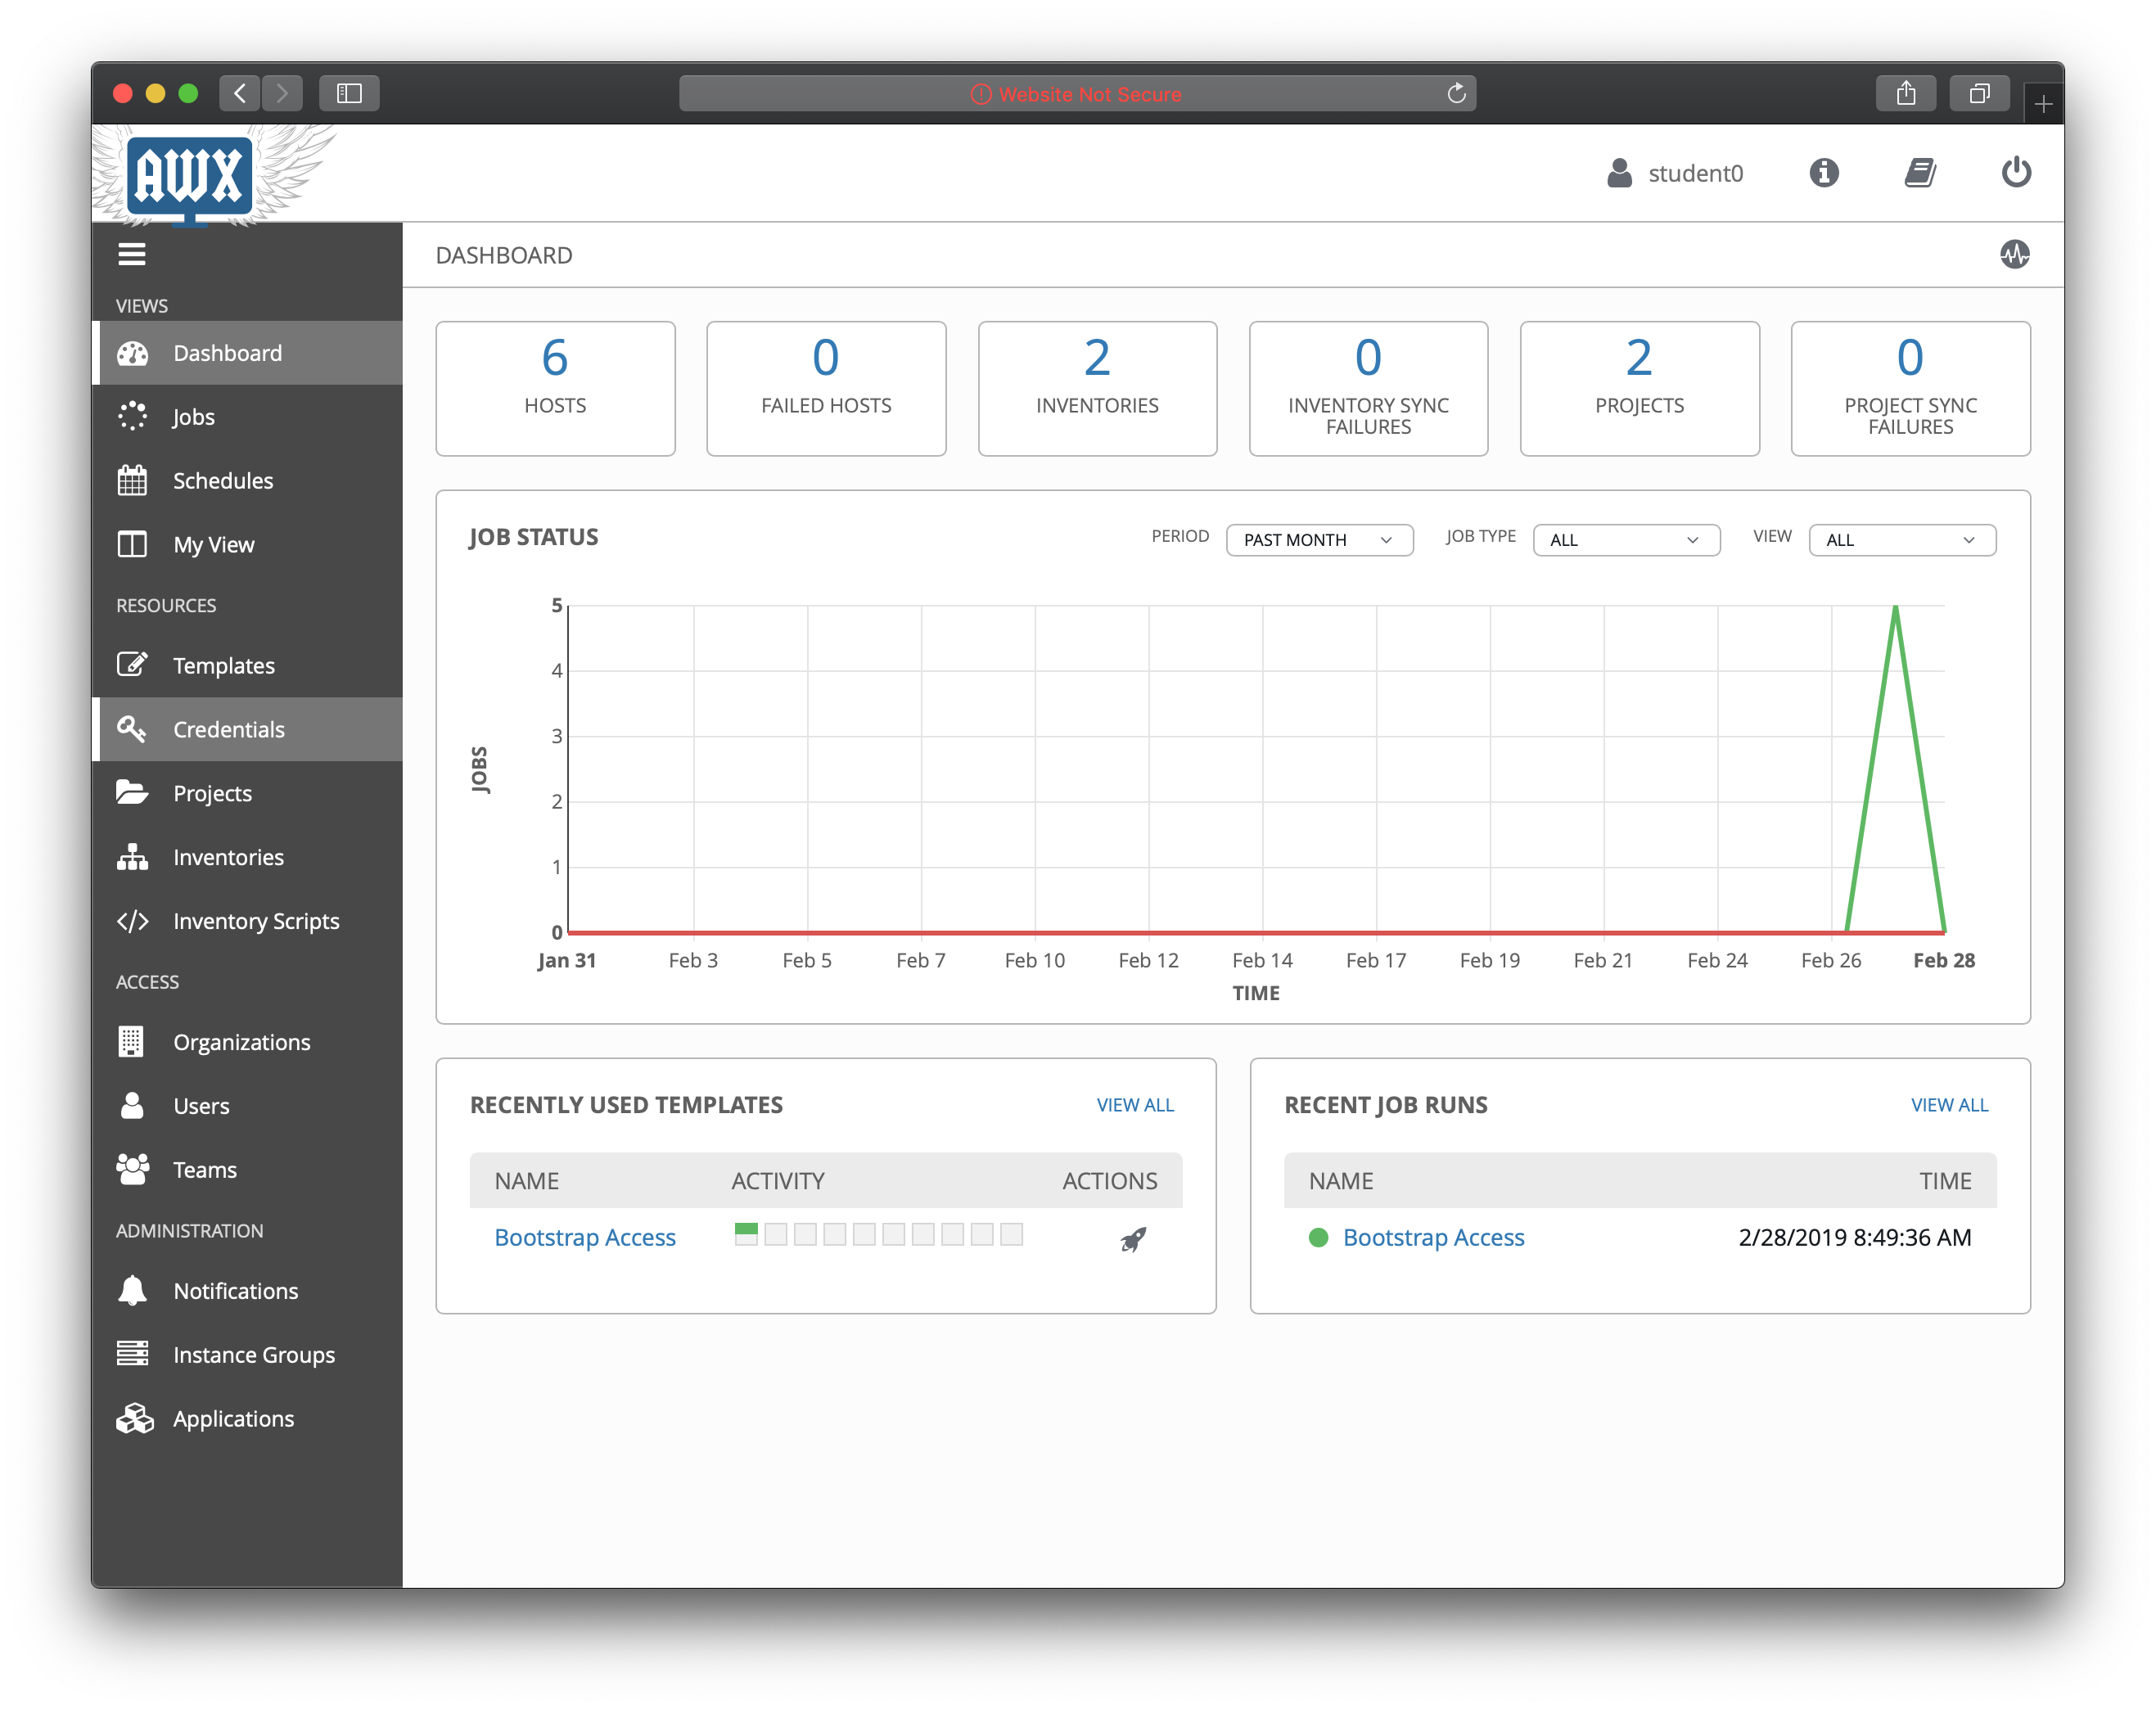 Website Not Secure
AWX
student0
DASHBOARD
VIEWS
Dashboard
Jobs
Schedules
My View
RESOURCES
Templates
Credentials
Projects
Inventories
Inventory Scripts
ACCESS
Organizations
Users
Teams
ADMINISTRATION
Notifications
Instance Groups
Applications
6
HOSTS
0
FAILED HOSTS
2
INVENTORIES
0
INVENTORY SYNC
FAILURES
2
PROJECTS
0
PROJECT SYNC
FAILURES
JOB STATUS
PERIOD PAST MONTH JOB TYPE ALL VIEW ALL
5
4
3
2
1
0
JOBS
Jan 31 Feb 3 Feb 5 Feb 7 Feb 10 Feb 12 Feb 14 Feb 17 Feb 19 Feb 21 Feb 24 Feb 26 Feb 28
TIME
RECENTLY USED TEMPLATES VIEW ALL
NAME ACTIVITY ACTIONS
Bootstrap Access
RECENT JOB RUNS VIEW ALL
NAME TIME
Bootstrap Access 2/28/2019 8:49:36 AM